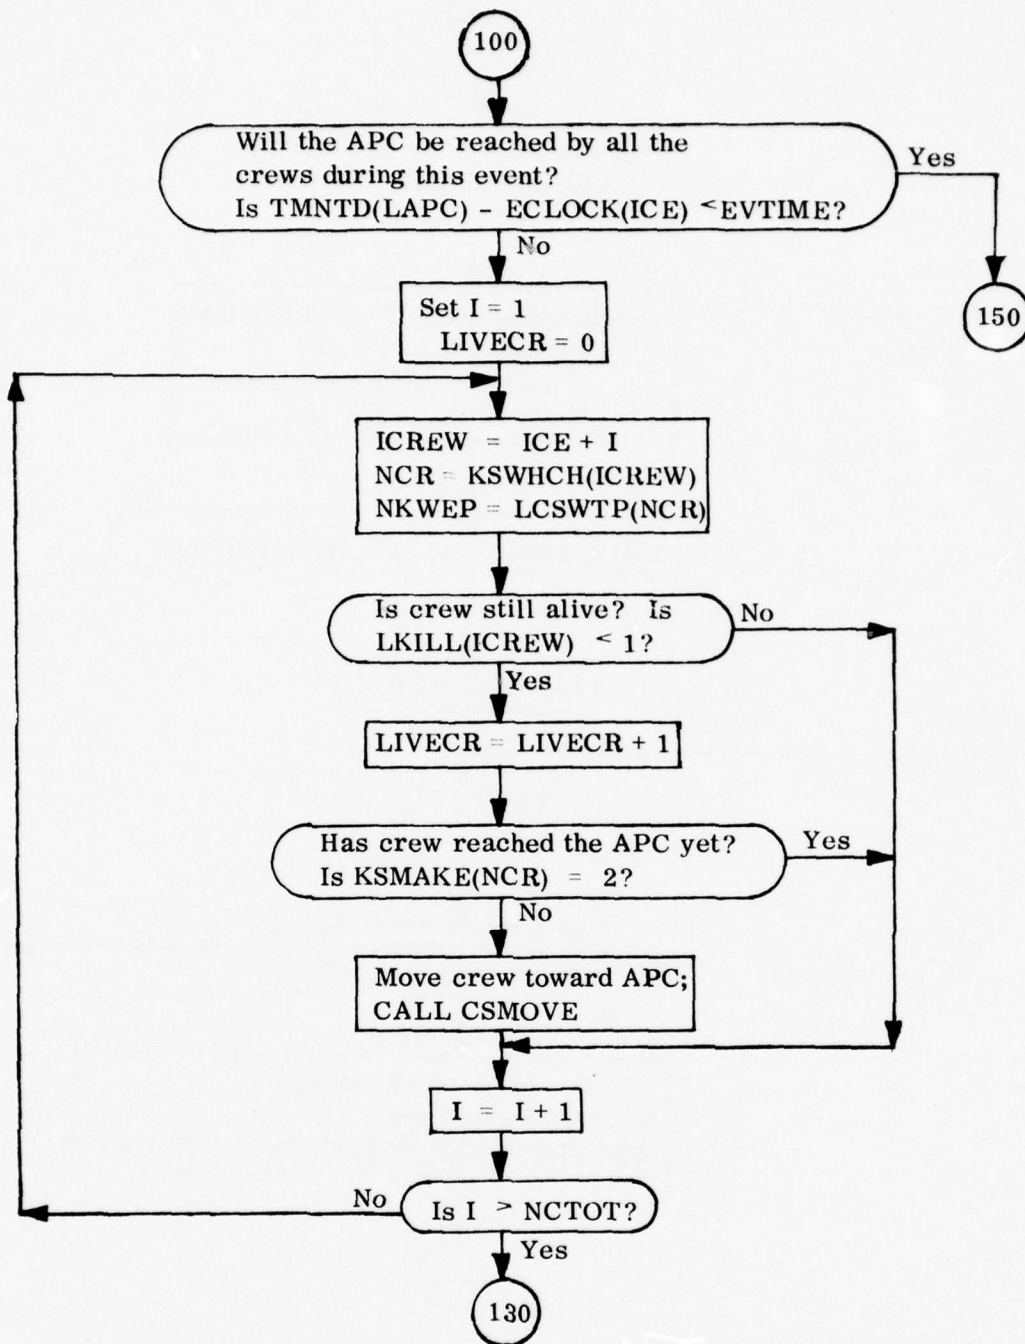 100
Will the APC be reached by all the
crews during this event?
Is TMNTD(LAPC) - ECLOCK(ICE) < EVTIME?
Yes
No
150
Set I = 1
LIVECR = 0
ICREW = ICE + I
NCR = KSWHCH(ICREW)
NKWEP = LCSWTP(NCR)
Is crew still alive? Is
LKILL(ICREW) < 1?
No
Yes
LIVECR = LIVECR + 1
Has crew reached the APC yet?
Is KSMAKE(NCR) = 2?
Yes
No
Move crew toward APC;
CALL CSMOVE
I = I + 1
No
Is I > NCTOT?
Yes
130